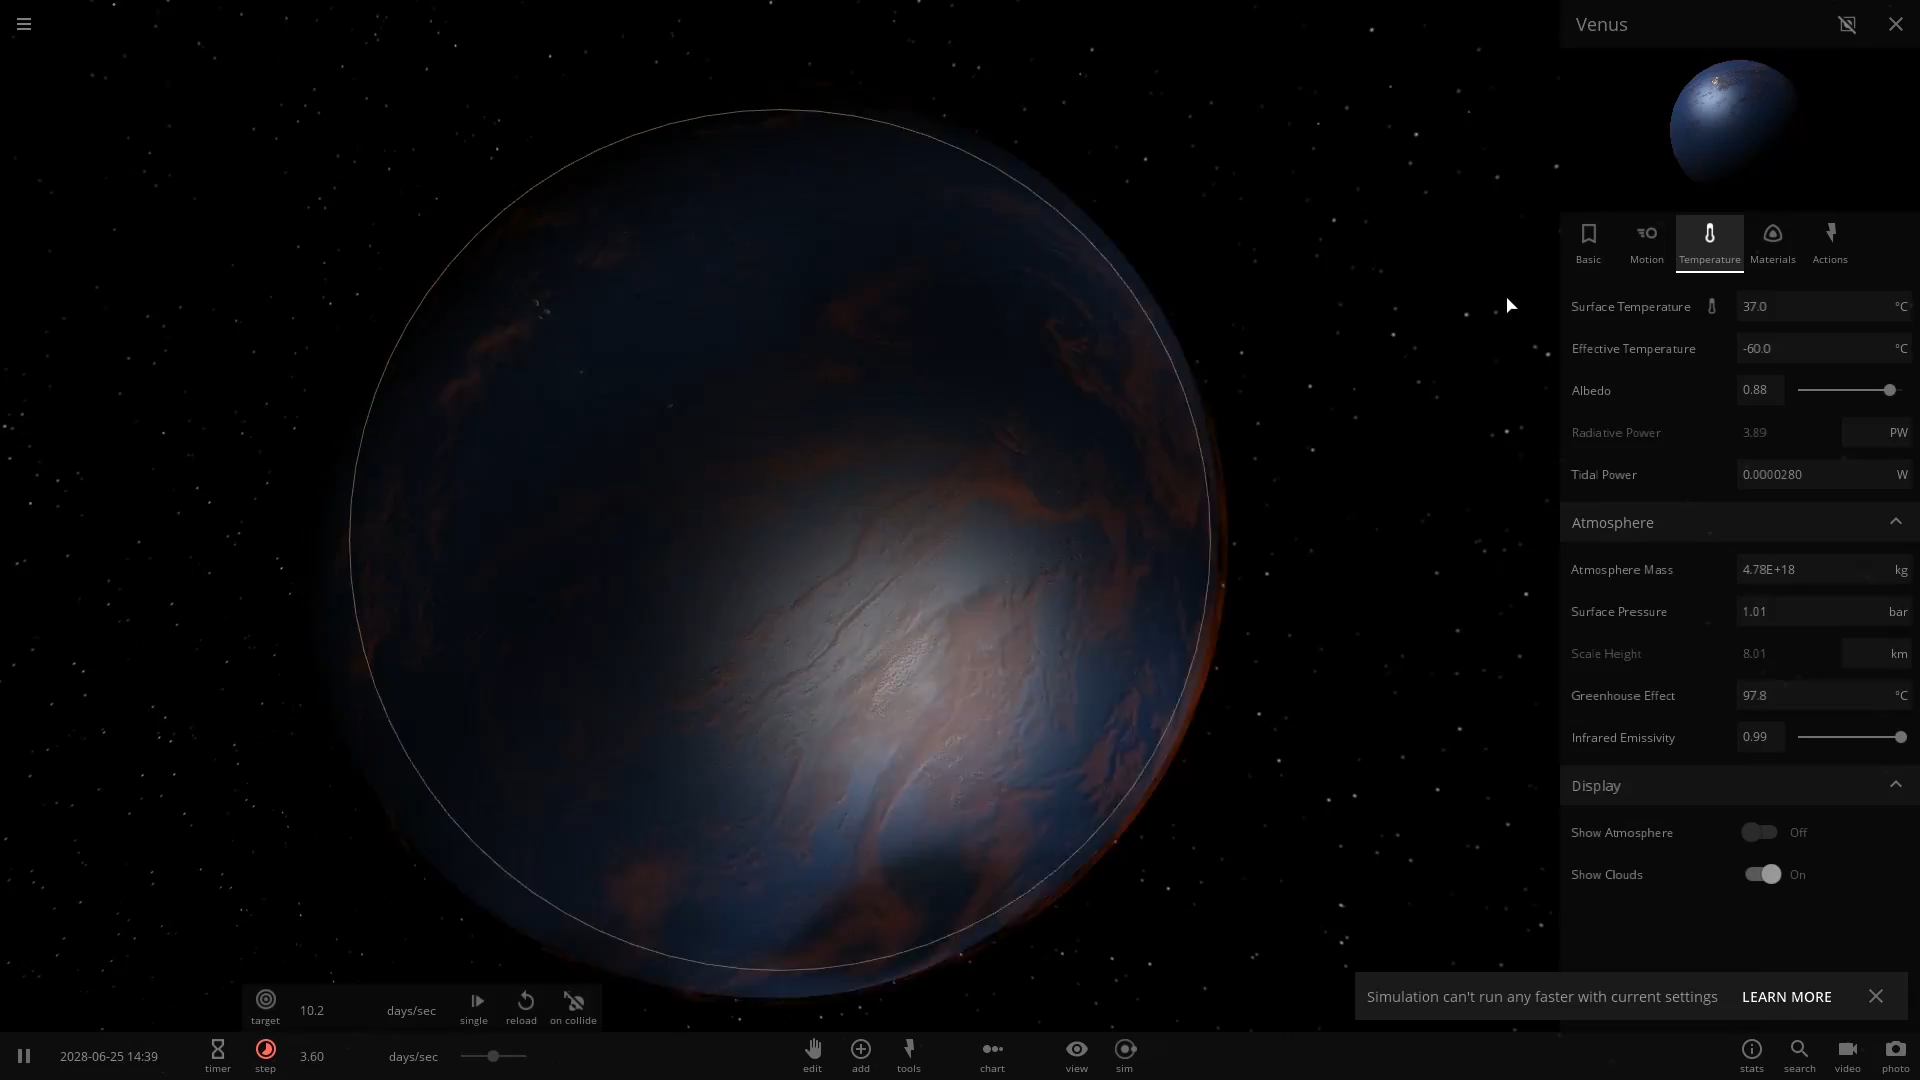 Venus
Basic Motion Temperature Materials Actions
Surface Temperature 37.0 °C
Effective Temperature -60.0 °C
Albedo 0.88
Radiative Power 3.89 PW
Tidal Power 0.0000280 W
Atmosphere
Atmosphere Mass 4.78E+18 kg
Surface Pressure 1.01 bar
Scale Height 8.01 km
Greenhouse Effect 97.8 °C
Infrared Emissivity 0.99
Display
Show Atmosphere Off
Show Clouds On
Simulation can't run any faster with current settings LEARN MORE
target 10.2 days/sec single reload on collide
2028-06-25 14:39 timer step 3.60 days/sec edit add tools chart view sim stats search video photo